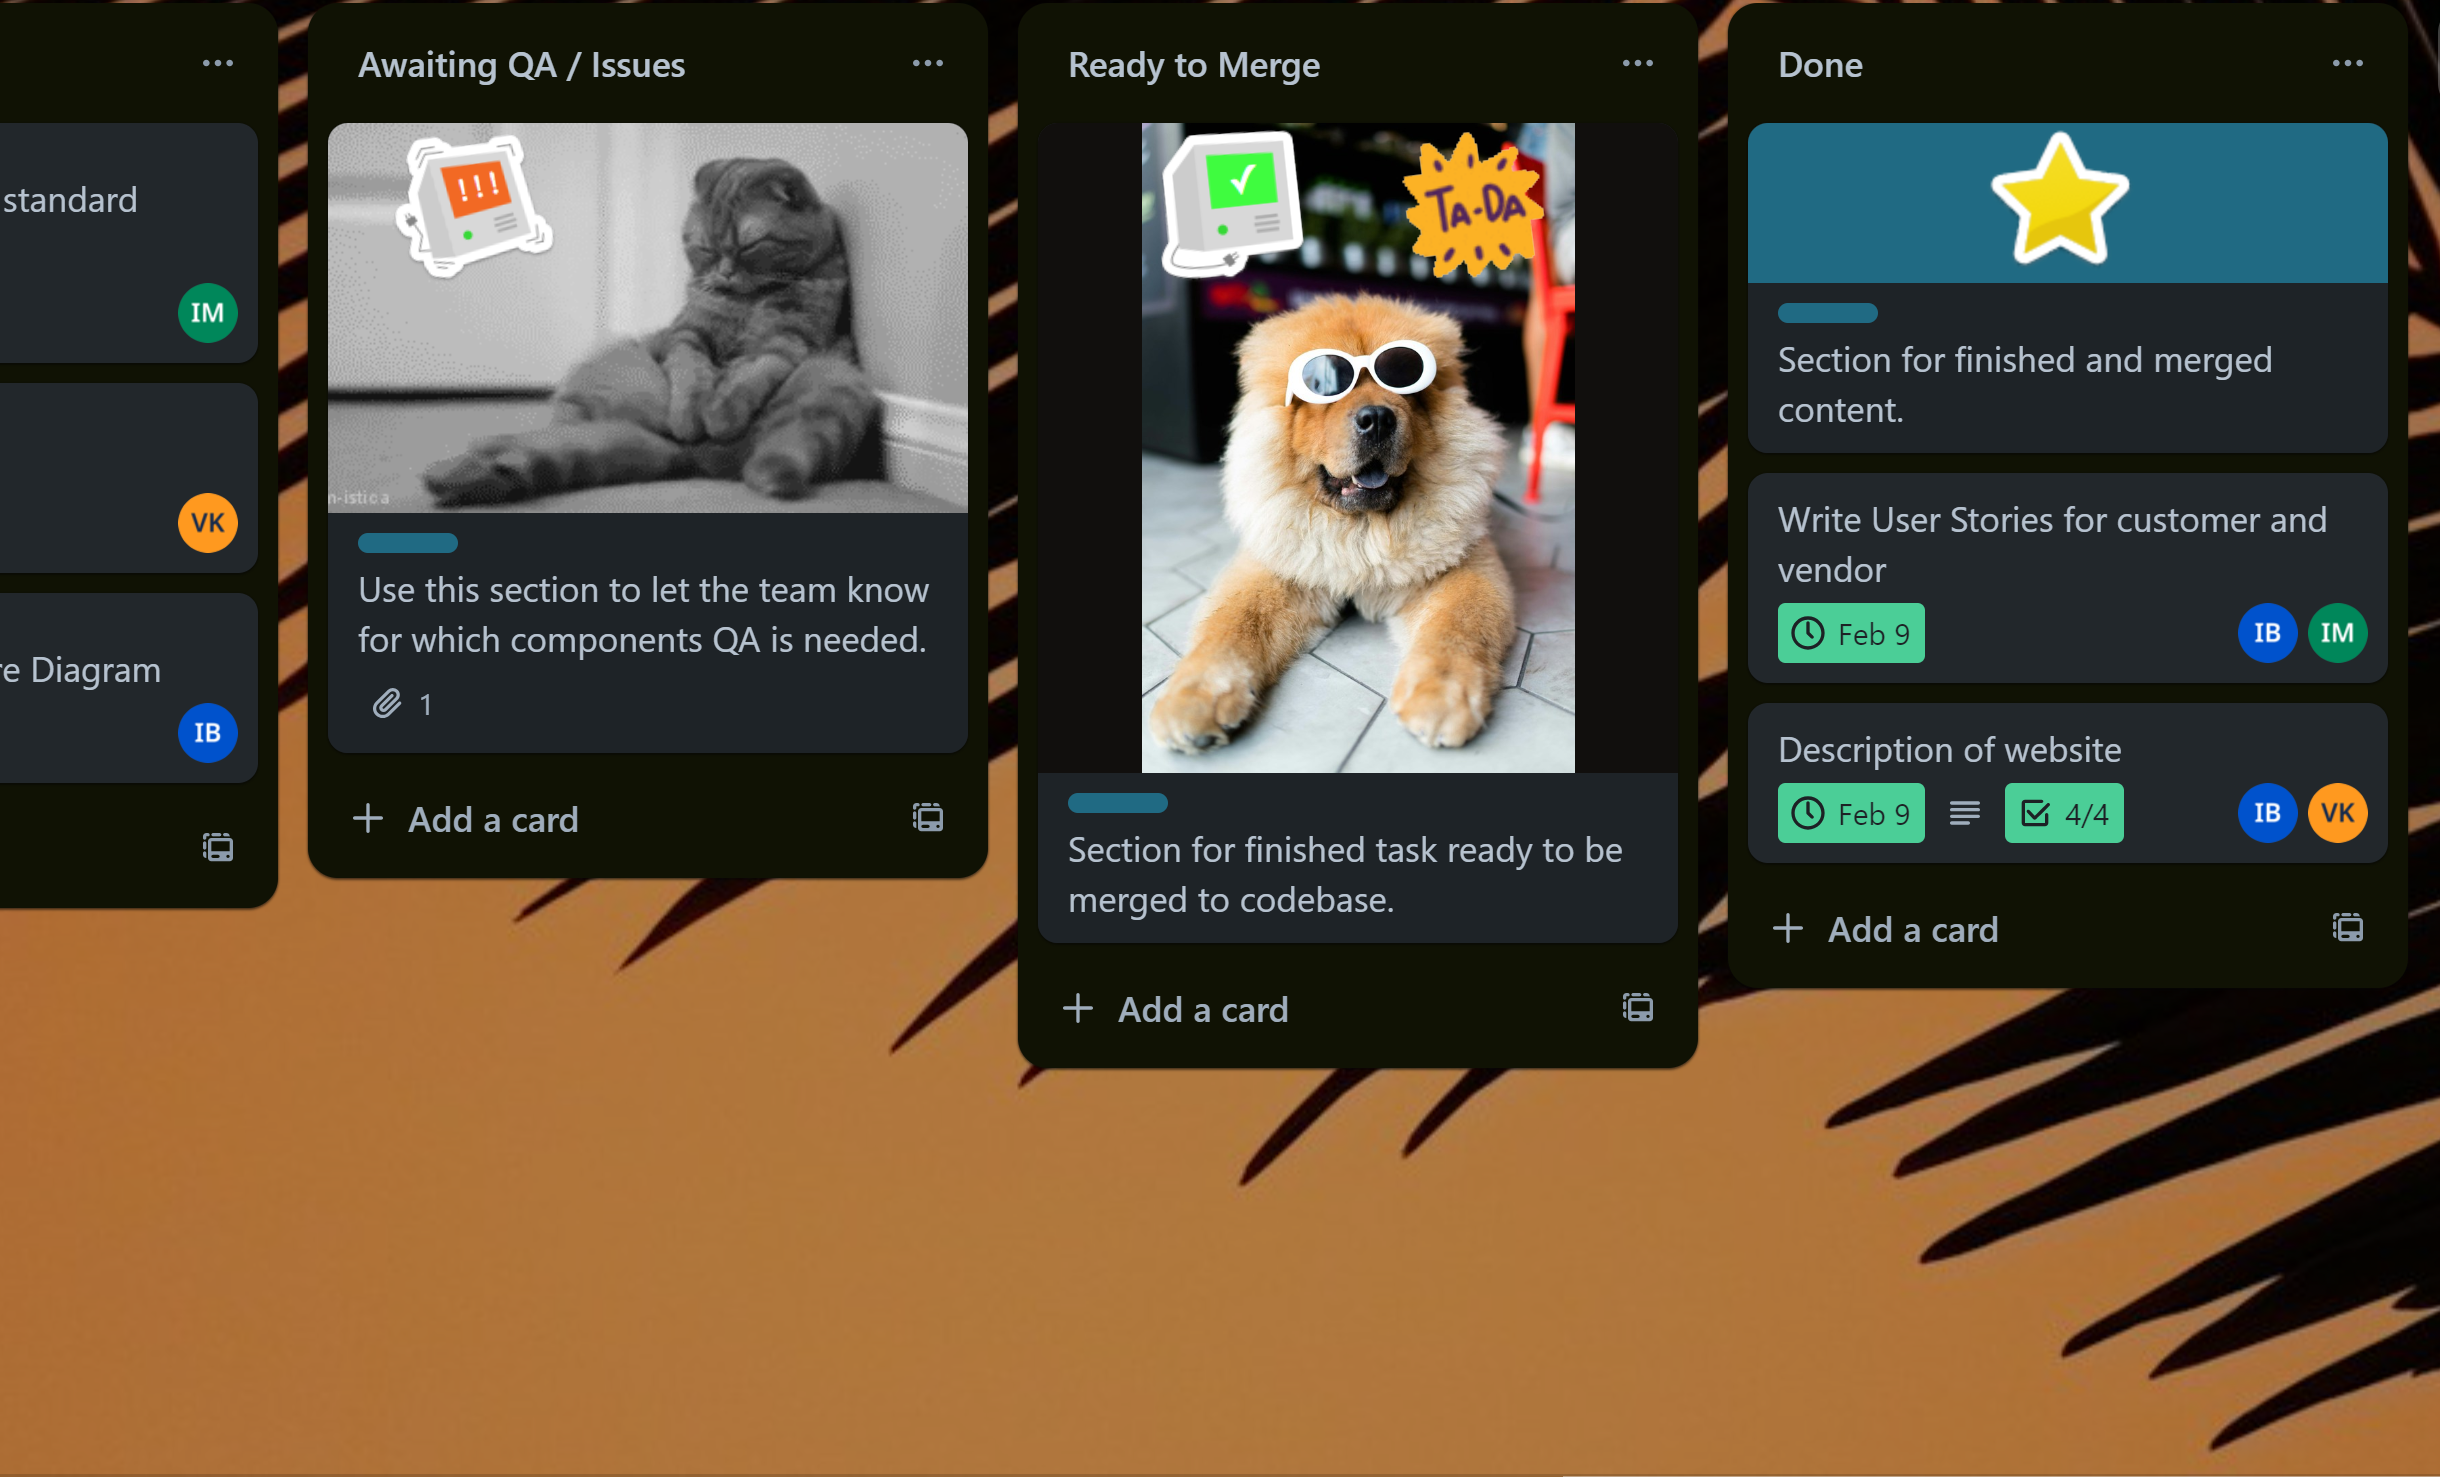 standard
IM
VK
re Diagram
IB
Awaiting QA / Issues
!!!
n-istica
Use this section to let the team know
for which components QA is needed.
1
Add a card
Ready to Merge
TA-DA
Section for finished task ready to be
merged to codebase.
Add a card
Done
Section for finished and merged
content.
Write User Stories for customer and
vendor
Feb 9
IB IM
Description of website
Feb 9 4/4
IB VK
Add a card